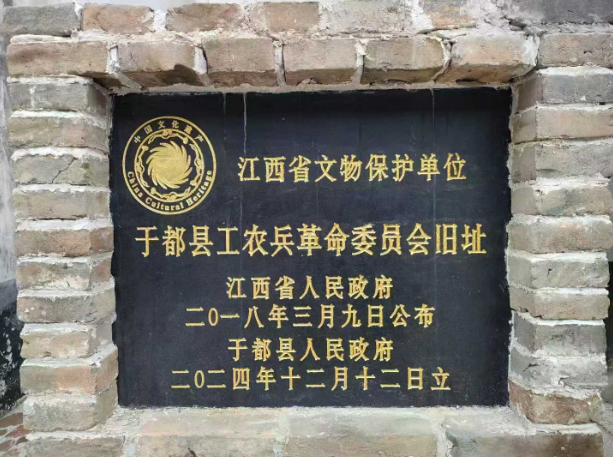 中国文化遗产
China Cultural Heritage
江西省文物保护单位
于都县工农兵革命委员会旧址
江西省人民政府
二0一八年三月九日公布
于都县人民政府
二0二四年十二月十二日立